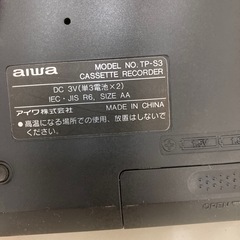 aiwa
MODEL NO. TP-S3
CASSETTE RECORDER
DC 3V(単3電池×2)
IEC・JIS R6, SIZE AA
アイワ株式会社 MADE IN CHINA
●高温になる場所での使用、放置はしないで
ください。
OPEN